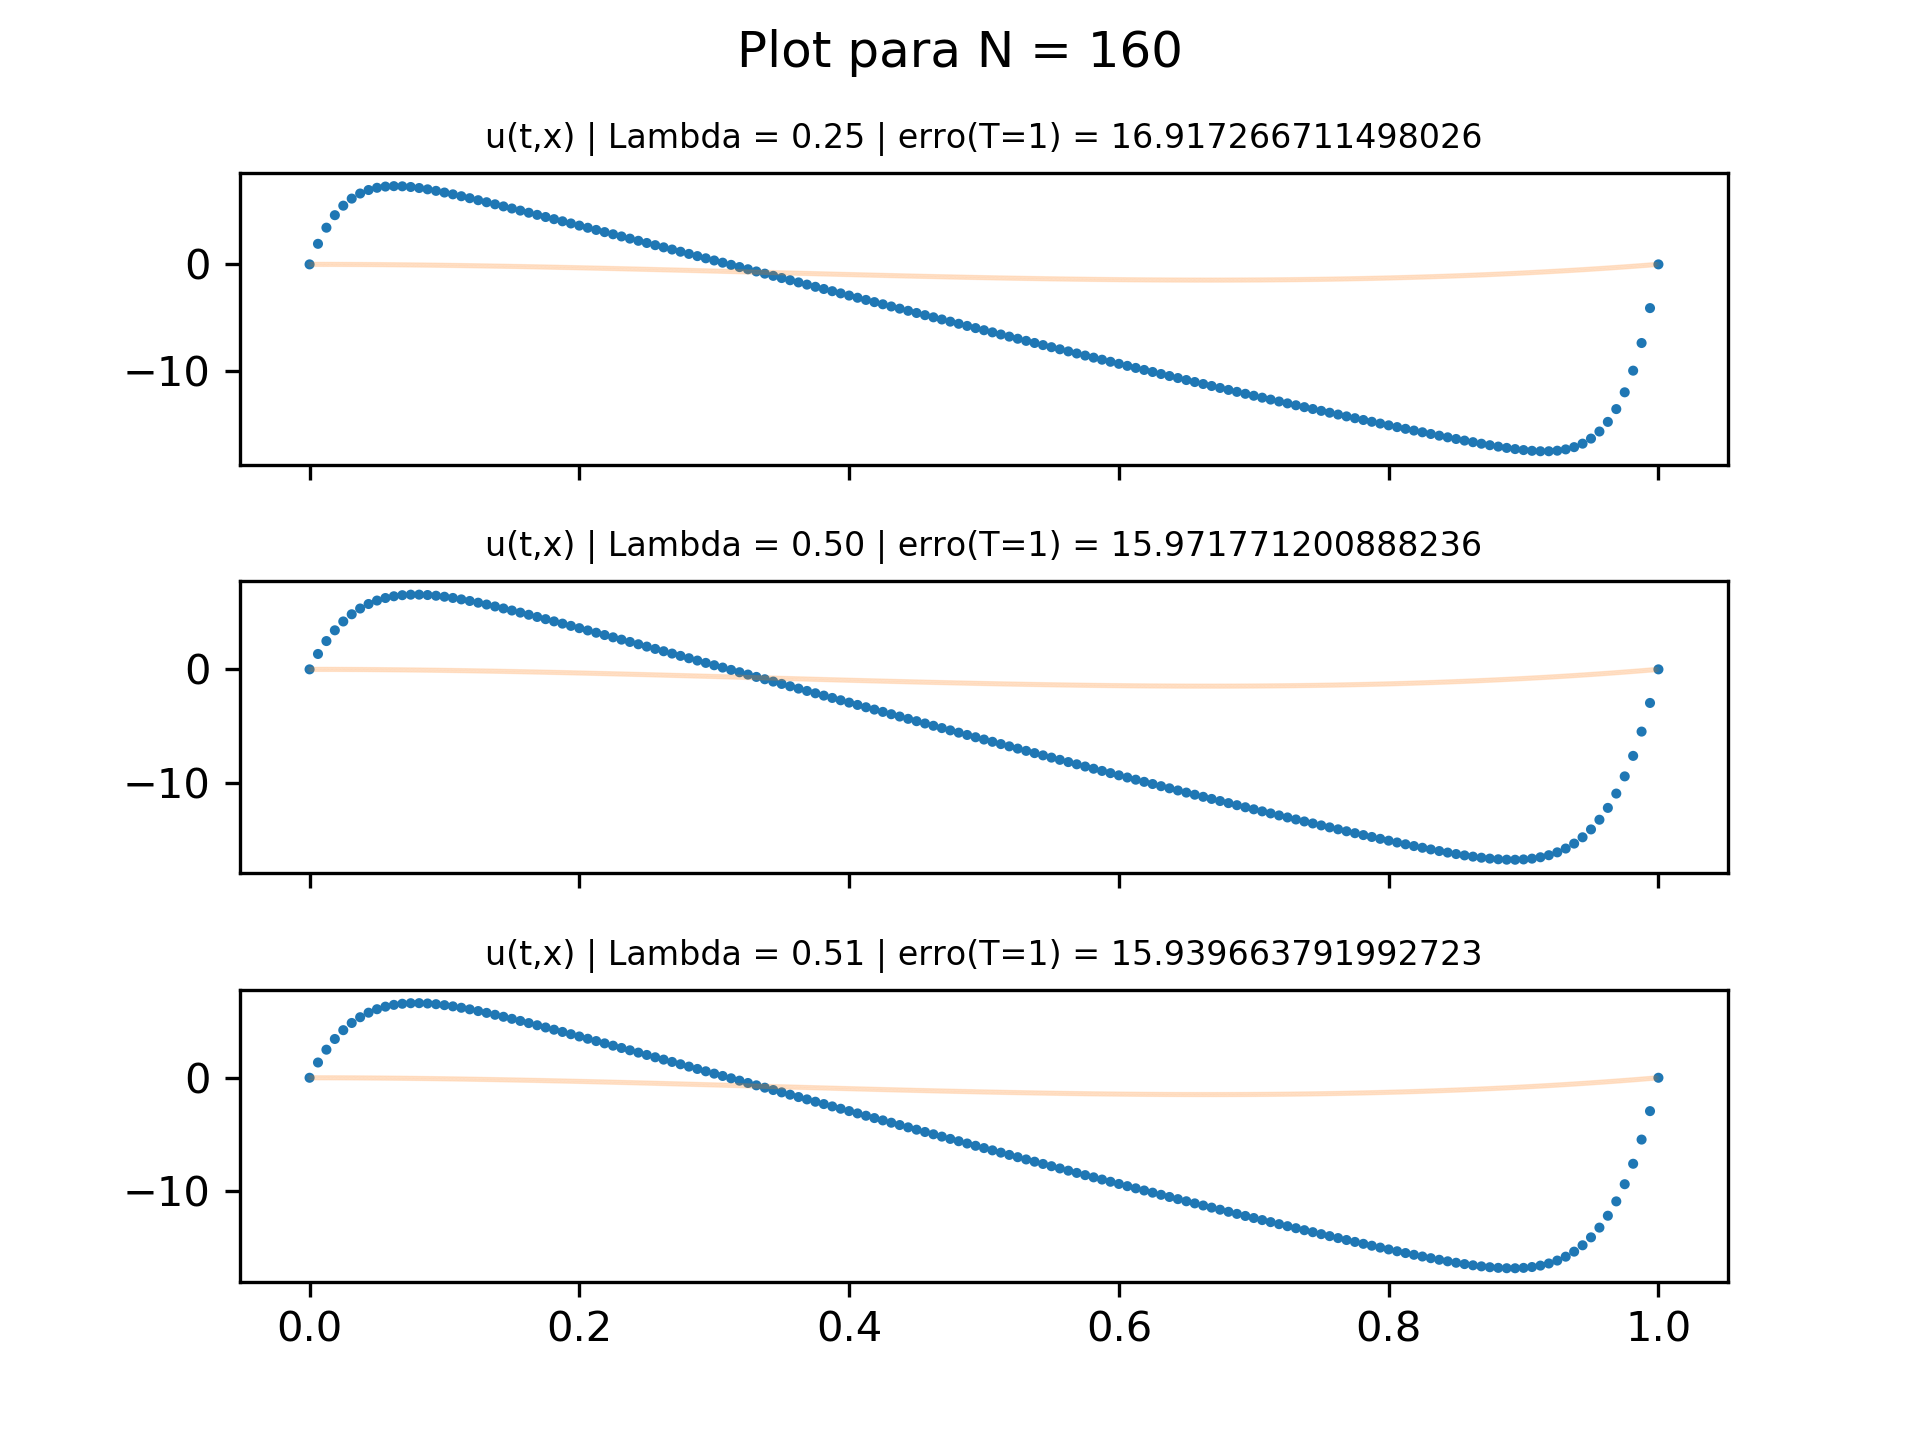 Plot para N = 160
u(t,x) | Lambda = 0.25 | erro(T=1) = 16.917266711498026
0
−10
u(t,x) | Lambda = 0.50 | erro(T=1) = 15.971771200888236
0
−10
u(t,x) | Lambda = 0.51 | erro(T=1) = 15.939663791992723
0
−10
0.0 0.2 0.4 0.6 0.8 1.0